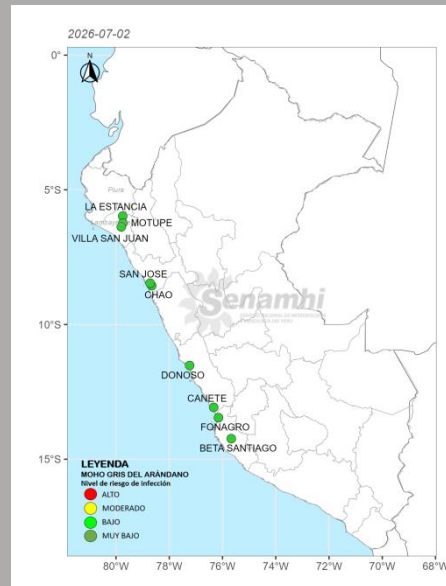 2026-07-02
N
0°
5°S
10°S
15°S
Piura
LA ESTANCIA
MOTUPE
VILLA SAN JUAN
SAN JOSE
CHAO
Senamhi
DONOSO
CANETE
FONAGRO
BETA SANTIAGO
LEYENDA
MOHO GRIS DEL ARÁNDANO
Nivel de riesgo de infección
ALTO
MODERADO
BAJO
MUY BAJO
80°W 78°W 76°W 74°W 72°W 70°W 68°W